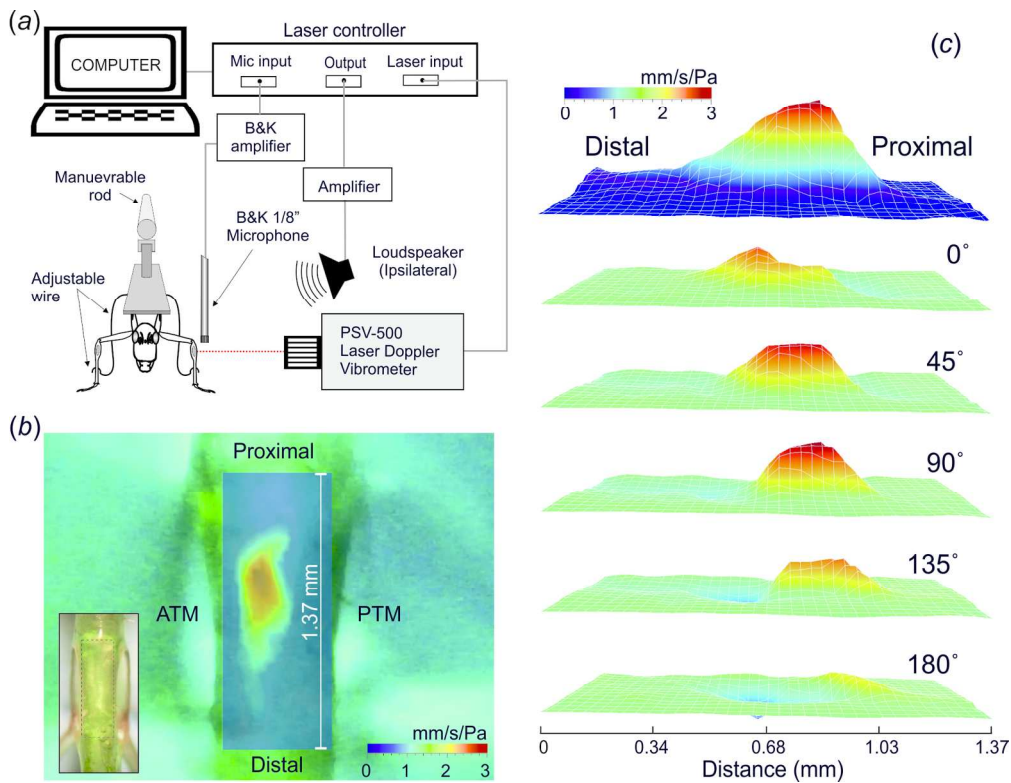 (a)
Laser controller
COMPUTER
Mic input
Output
Laser input
B&K
amplifier
Amplifier
Manuevrable
rod
B&K 1/8”
Microphone
Loudspeaker
(Ipsilateral)
Adjustable
wire
PSV-500
Laser Doppler
Vibrometer
(b)
Proximal
1.37 mm
ATM
PTM
mm/s/Pa
0 1 2 3
Distal
(c)
mm/s/Pa
0 1 2 3
Distal
Proximal
0°
45°
90°
135°
180°
0 0.34 0.68 1.03 1.37
Distance (mm)